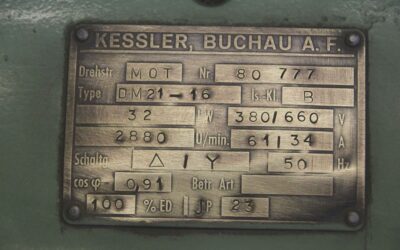 KESSLER, BUCHAU A. F.
Drehstr. MOT Nr. 80 777
Type DM21-16 Is.-Kl. B
32 kW 380/660 V
2880 U/min. 61/34 A
Schaltg. △ / Y 50 Hz
cos φ 0,91 Betr. Art
100 % ED JP 23